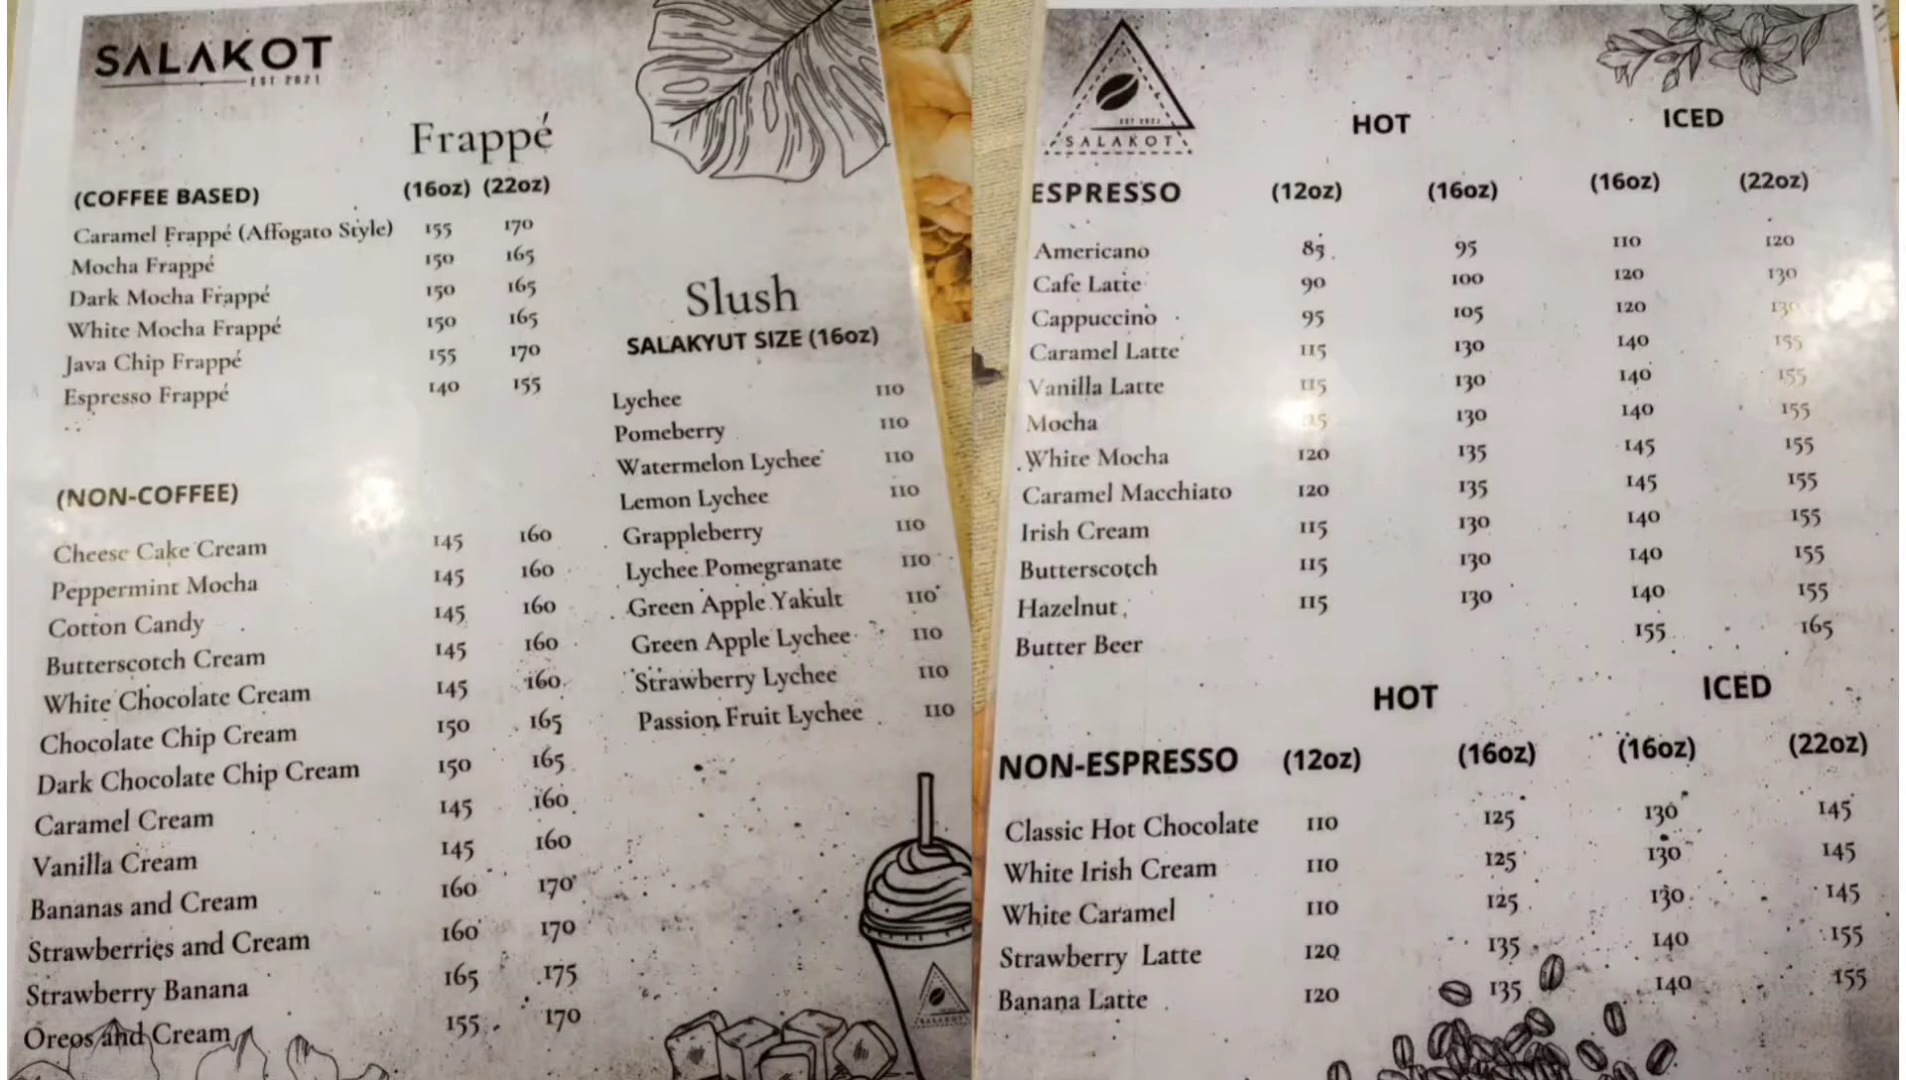 SALAKOT
EST 2021
Frappé
(COFFEE BASED) (16oz) (22oz)
Caramel Frappé (Affogato Style) 155 170
Mocha Frappé 150 165
Dark Mocha Frappé 150 165
White Mocha Frappé 150 165
Java Chip Frappé 155 170
Espresso Frappé 140 155
(NON-COFFEE)
Cheese Cake Cream 145 160
Peppermint Mocha 145 160
Cotton Candy 145 160
Butterscotch Cream 145 160
White Chocolate Cream 145 160
Chocolate Chip Cream 150 165
Dark Chocolate Chip Cream 150 165
Caramel Cream 145 160
Vanilla Cream 145 160
Bananas and Cream 160 170
Strawberries and Cream 160 170
Strawberry Banana 165 175
Oreos and Cream 155 170
Slush
SALAKYUT SIZE (16oz)
Lychee 110
Pomeberry 110
Watermelon Lychee 110
Lemon Lychee 110
Grappleberry 110
Lychee Pomegranate 110
Green Apple Yakult 110
Green Apple Lychee 110
Strawberry Lychee 110
Passion Fruit Lychee 110
SALAKOT
EST 2021
SALAKOT
HOT ICED
ESPRESSO (12oz) (16oz) (16oz) (22oz)
Americano 85 95 110 120
Cafe Latte 90 100 120 130
Cappuccino 95 105 120 130
Caramel Latte 115 130 140 155
Vanilla Latte 115 130 140 155
Mocha 130 140 155
White Mocha 120 135 145 155
Caramel Macchiato 120 135 145 155
Irish Cream 115 130 140 155
Butterscotch 115 130 140 155
Hazelnut 115 130 140 155
Butter Beer 155 165
HOT ICED
NON-ESPRESSO (12oz) (16oz) (16oz) (22oz)
Classic Hot Chocolate 110 125 130 145
White Irish Cream 110 125 130 145
White Caramel 110 125 130 145
Strawberry Latte 120 135 140 155
Banana Latte 120 135 140 155